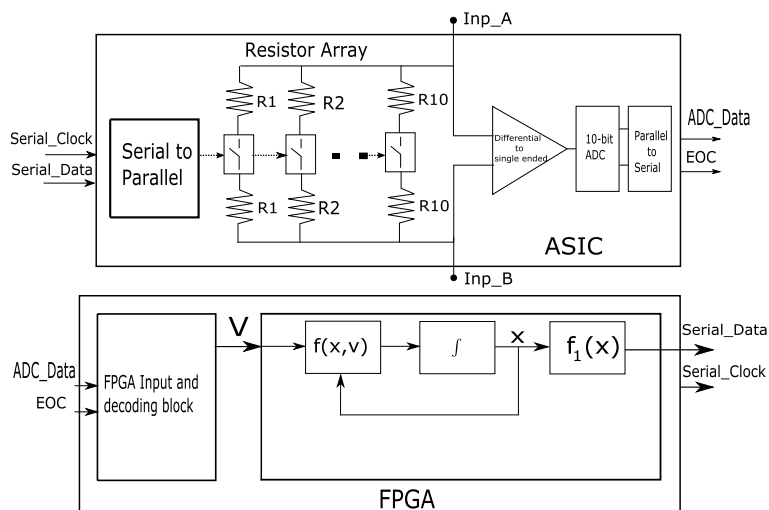 Inp_A
Resistor Array
R1
R2
R10
Serial_Clock
Serial_Data
Serial to
Parallel
R1
R2
R10
Differential
to
single ended
10-bit
ADC
Parallel
to
Serial
ADC_Data
EOC
ASIC
Inp_B
ADC_Data
EOC
FPGA Input and
decoding block
V
f(x,v)
∫
x
f1(x)
Serial_Data
Serial_Clock
FPGA